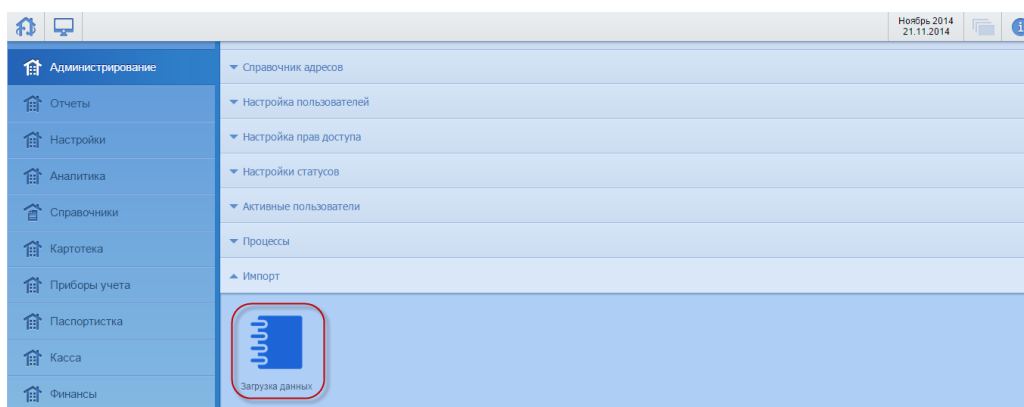 Ноябрь 2014
21.11.2014
Администрирование
Отчеты
Настройки
Аналитика
Справочники
Картотека
Приборы учета
Паспортистка
Касса
Финансы
Справочник адресов
Настройка пользователей
Настройка прав доступа
Настройки статусов
Активные пользователи
Процессы
Импорт
Загрузка данных